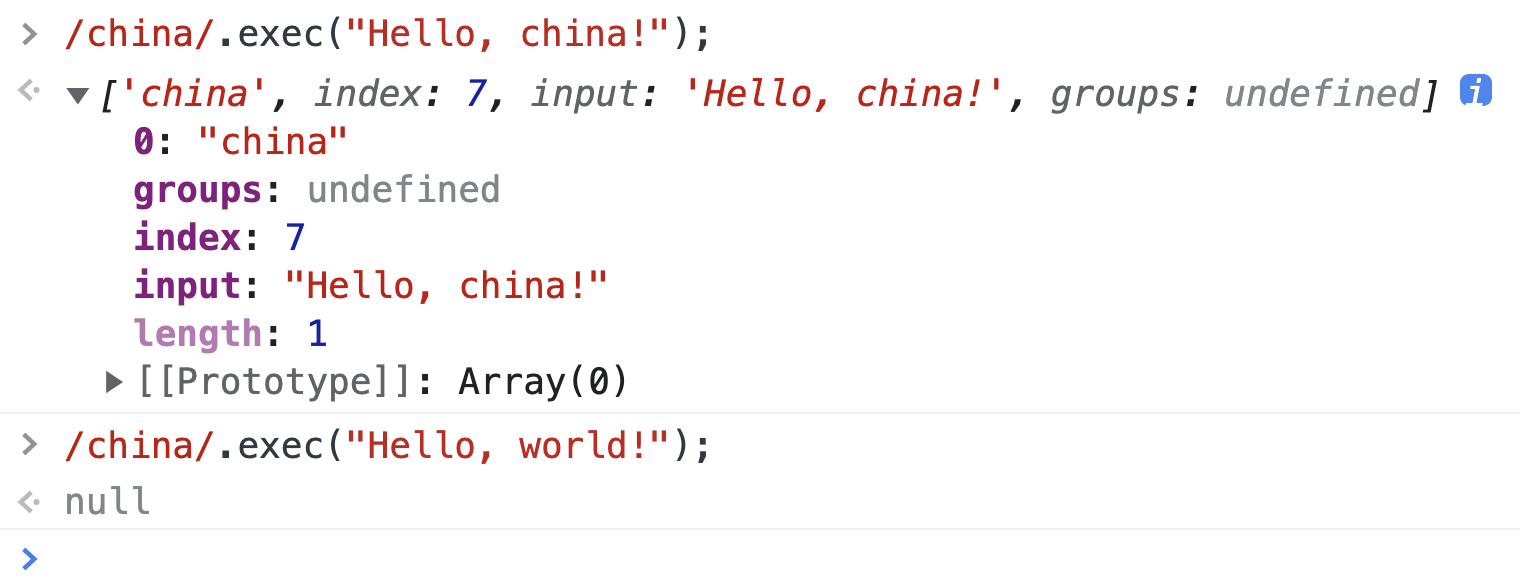 > /china/.exec("Hello, china!");
<· ▼ ['china', index: 7, input: 'Hello, china!', groups: undefined] i
0: "china"
groups: undefined
index: 7
input: "Hello, china!"
length: 1
▶ [[Prototype]]: Array(0)
> /china/.exec("Hello, world!");
<· null
>